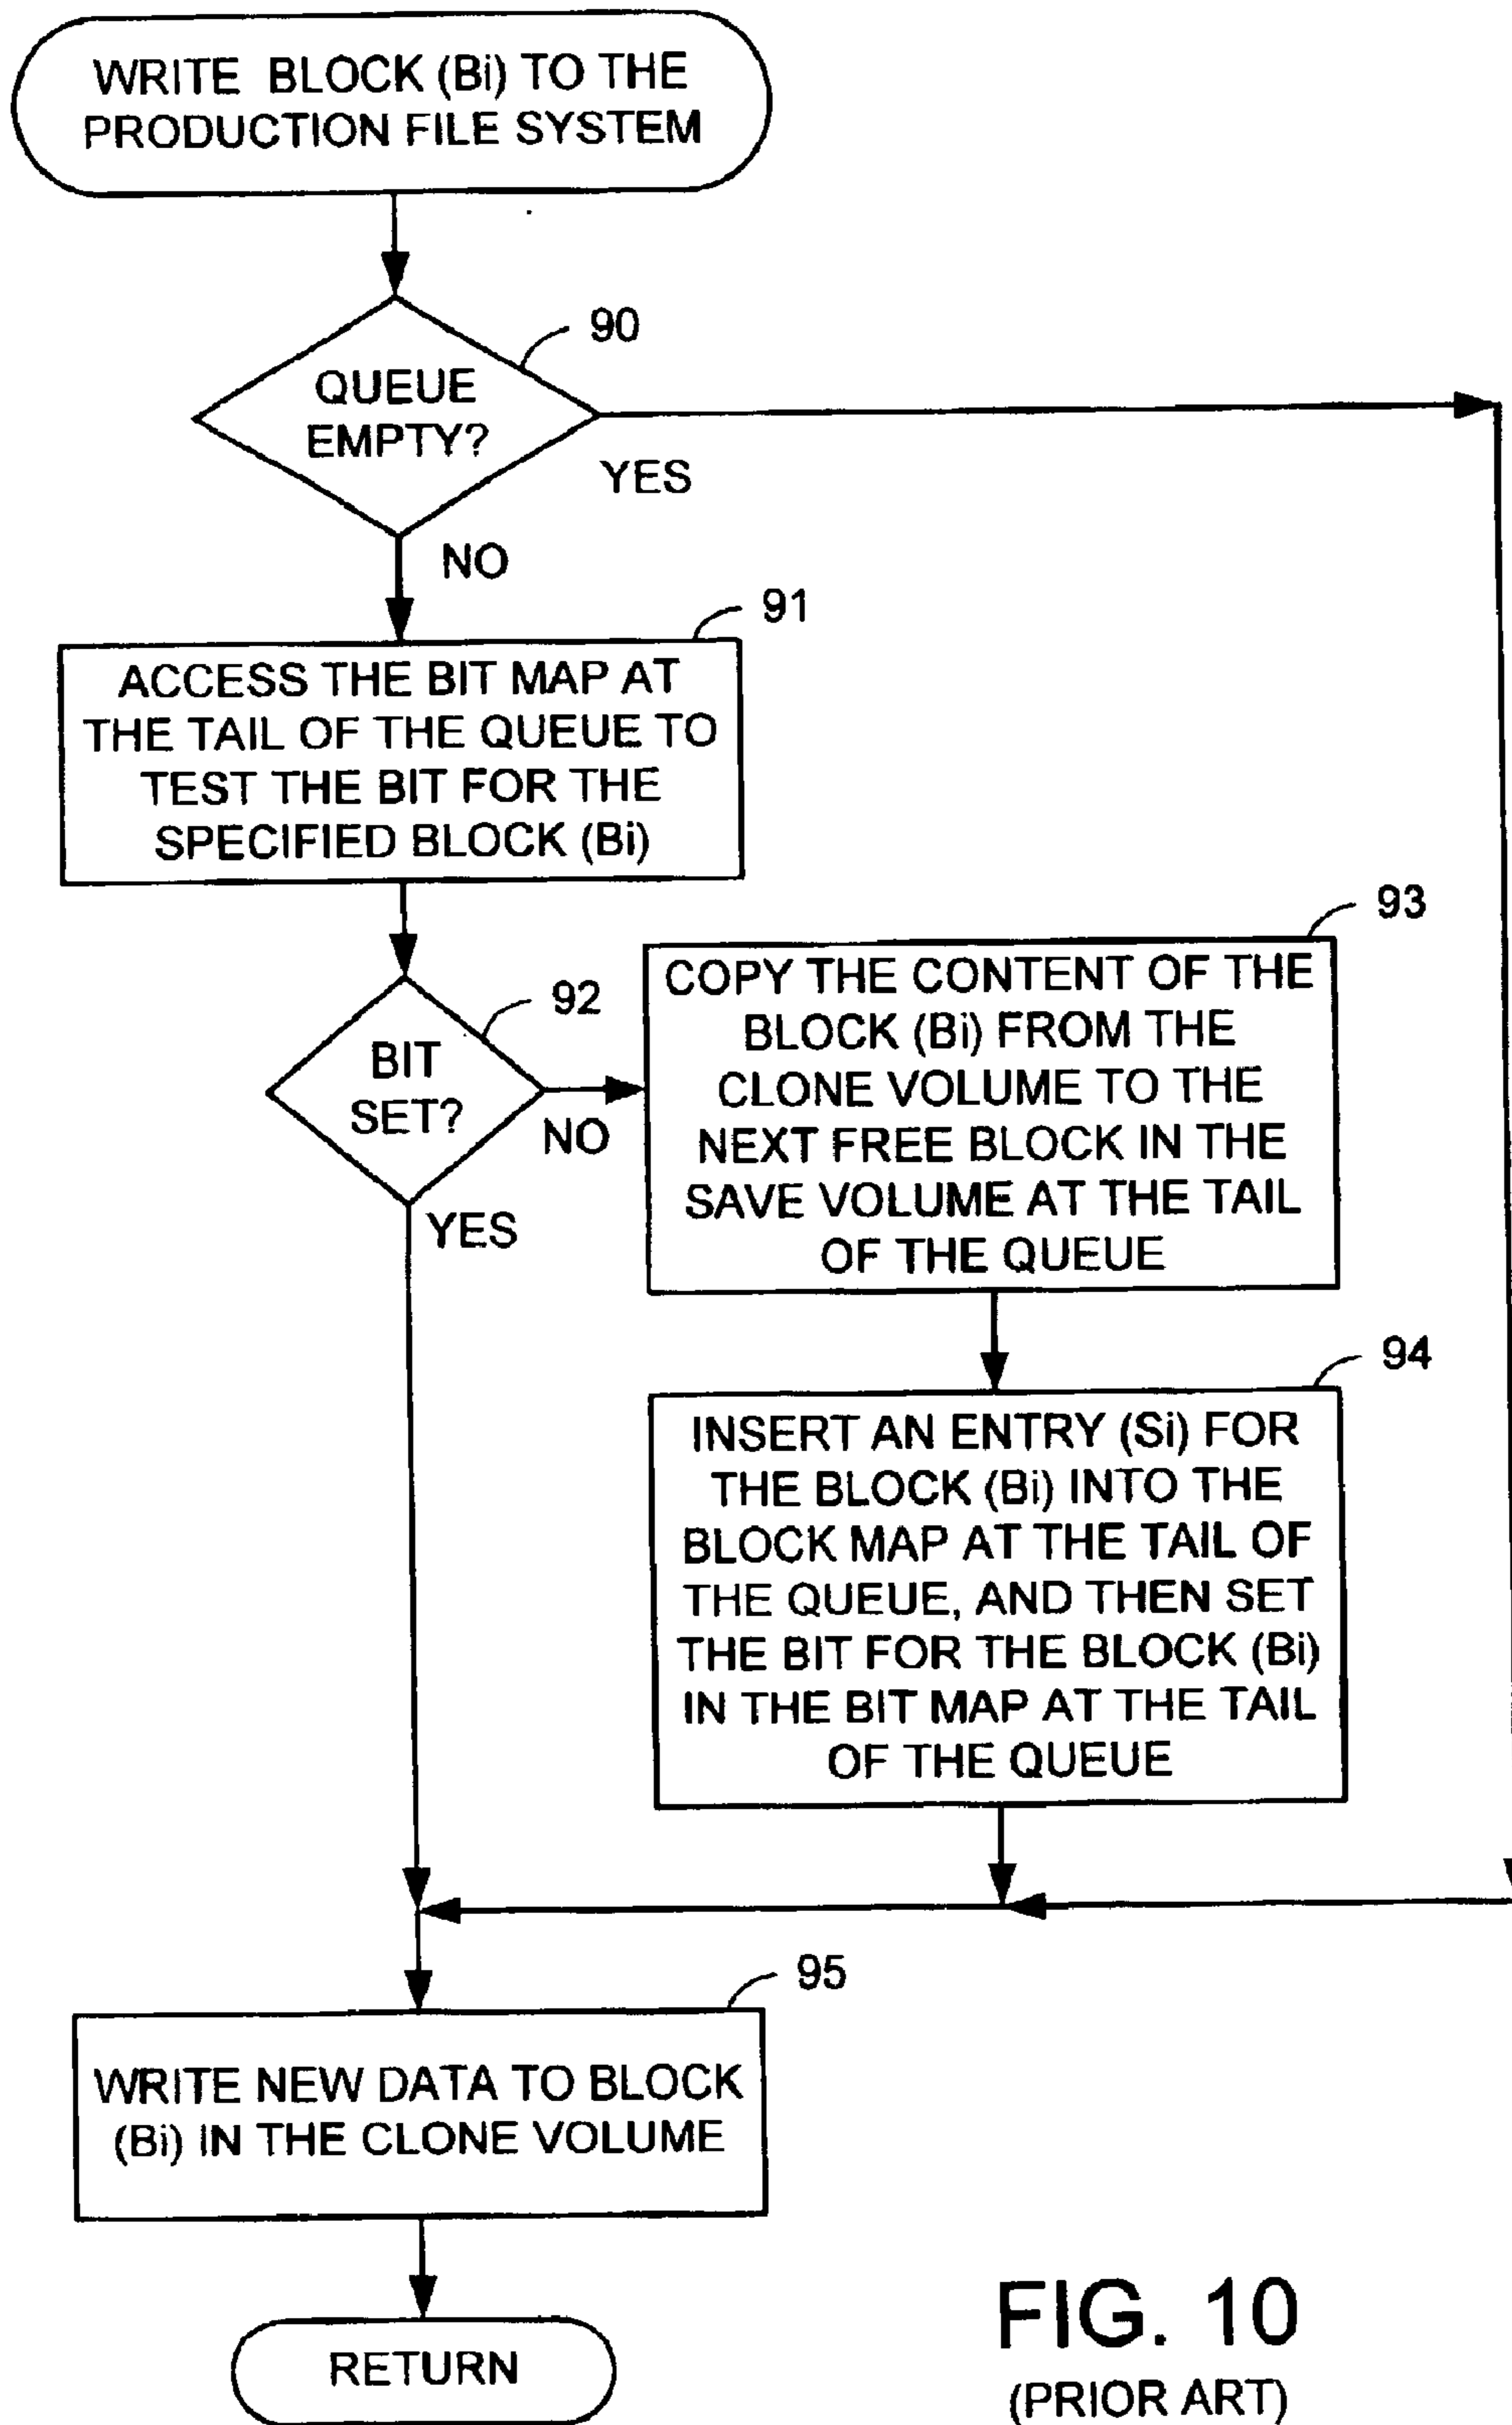 WRITE BLOCK (Bi) TO THE
PRODUCTION FILE SYSTEM
90
QUEUE
EMPTY?
YES
NO
91
ACCESS THE BIT MAP AT
THE TAIL OF THE QUEUE TO
TEST THE BIT FOR THE
SPECIFIED BLOCK (Bi)
92
BIT
SET?
NO
YES
93
COPY THE CONTENT OF THE
BLOCK (Bi) FROM THE
CLONE VOLUME TO THE
NEXT FREE BLOCK IN THE
SAVE VOLUME AT THE TAIL
OF THE QUEUE
94
INSERT AN ENTRY (Si) FOR
THE BLOCK (Bi) INTO THE
BLOCK MAP AT THE TAIL OF
THE QUEUE, AND THEN SET
THE BIT FOR THE BLOCK (Bi)
IN THE BIT MAP AT THE TAIL
OF THE QUEUE
95
WRITE NEW DATA TO BLOCK
(Bi) IN THE CLONE VOLUME
RETURN
FIG. 10
(PRIOR ART)